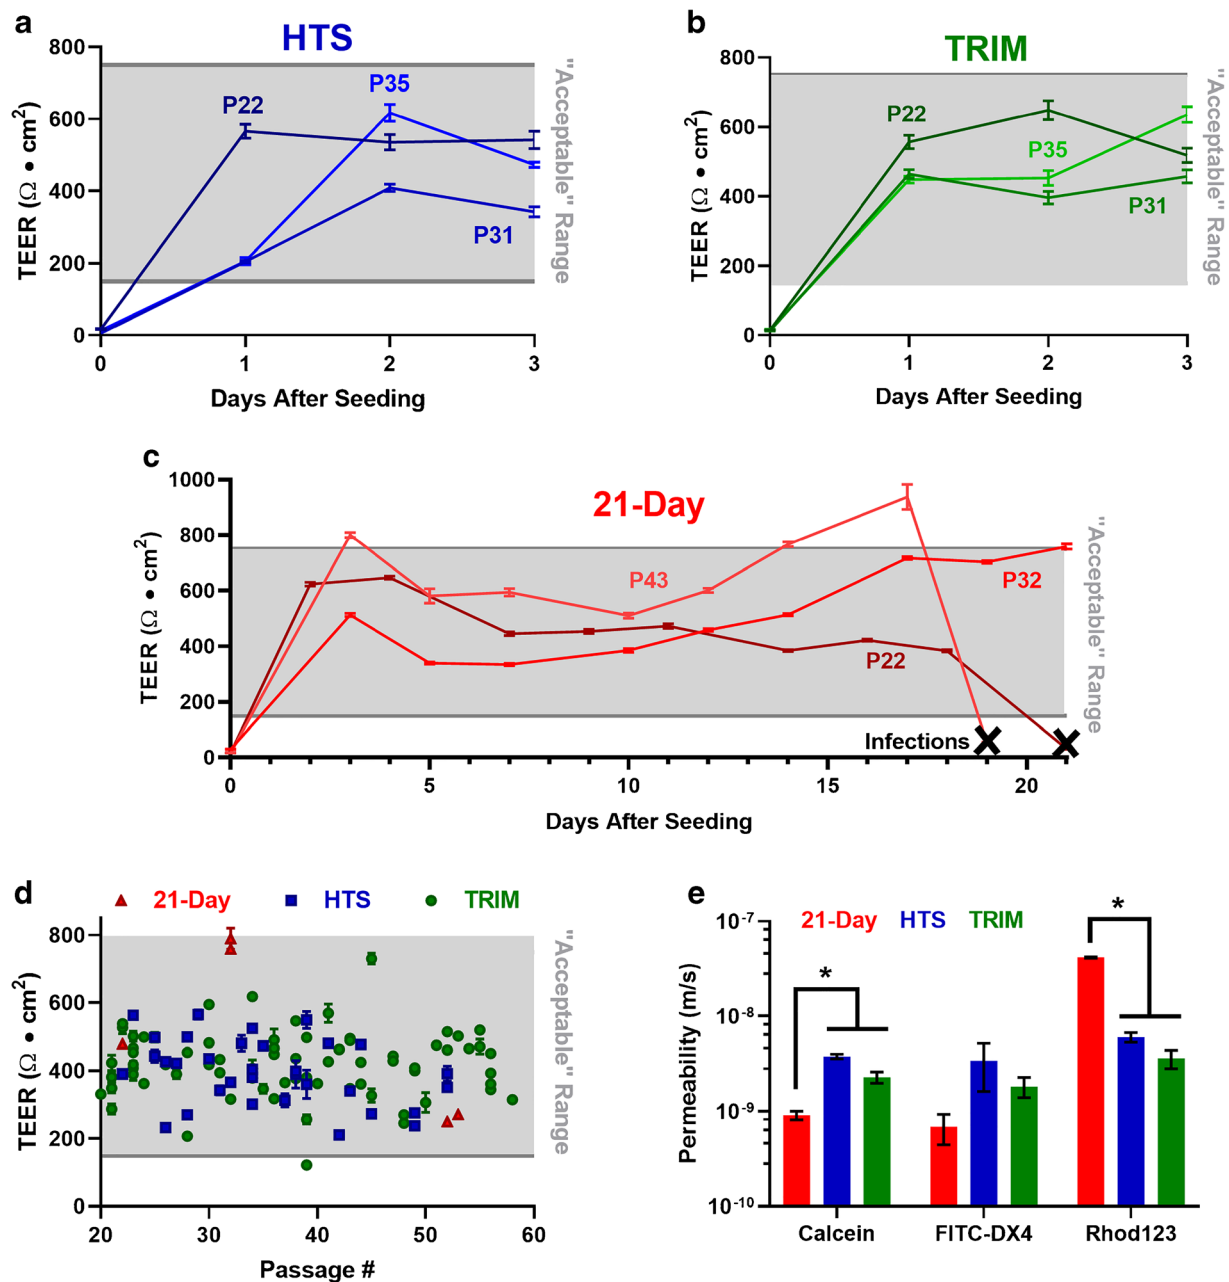 a
HTS
800
600
400
200
0
TEER (Ω • cm²)
P22
P35
P31
"Acceptable" Range
0 1 2 3
Days After Seeding
b
TRIM
800
600
400
200
0
TEER (Ω • cm²)
P22
P35
P31
"Acceptable" Range
0 1 2 3
Days After Seeding
c
21-Day
1000
800
600
400
200
0
TEER (Ω • cm²)
P43
P32
P22
Infections
"Acceptable" Range
0 5 10 15 20
Days After Seeding
d
21-Day HTS TRIM
800
600
400
200
0
TEER (Ω • cm²)
"Acceptable" Range
20 30 40 50 60
Passage #
e
21-Day HTS TRIM
10⁻⁷
10⁻⁸
10⁻⁹
10⁻¹⁰
Permeability (m/s)
*
*
Calcein FITC-DX4 Rhod123